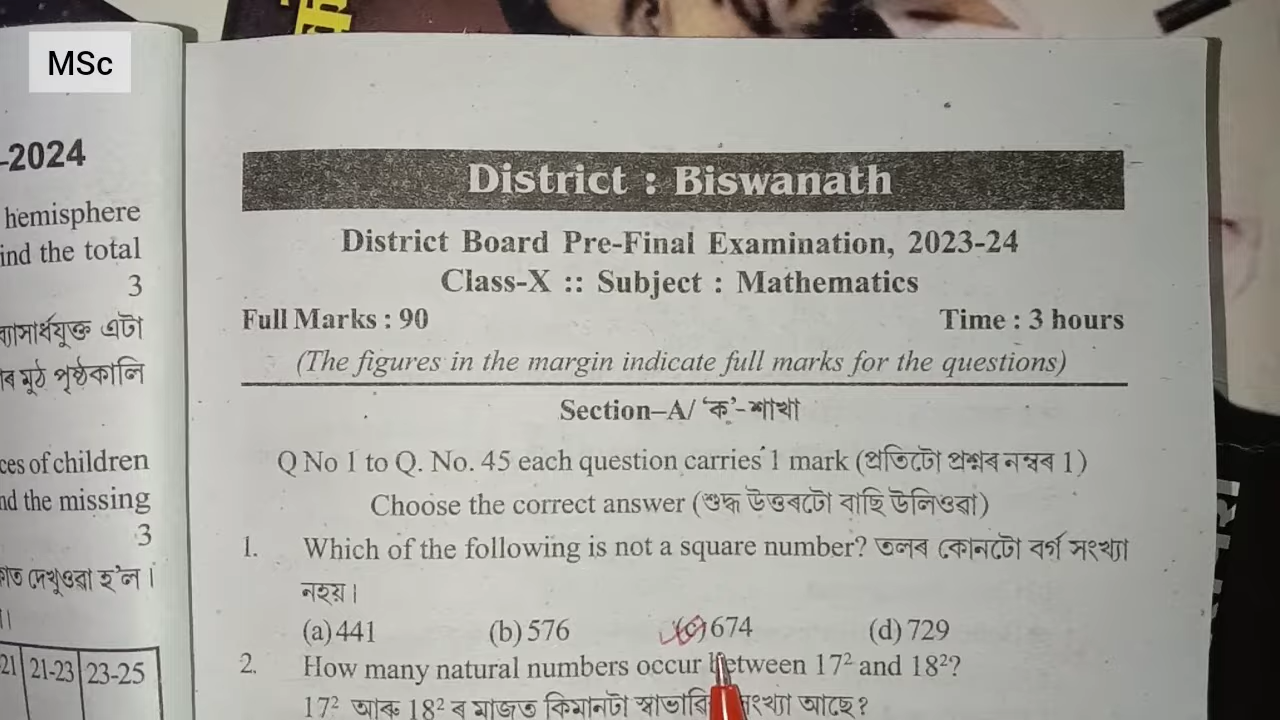 MSc
-2024
hemisphere
ind the total
3
ব্যাসাৰ্ধযুক্ত এটা
ৰ মুঠ পৃষ্ঠকালি
ces of children
nd the missing
3
দেখুওৱা হ'ল।
21 21-23 23-25
District : Biswanath
District Board Pre-Final Examination, 2023-24
Class-X :: Subject : Mathematics
Full Marks : 90 Time : 3 hours
(The figures in the margin indicate full marks for the questions)
Section–A/ ‘ক’-শাখা
Q No 1 to Q. No. 45 each question carries 1 mark (প্ৰতিটো প্ৰশ্নৰ নম্বৰ 1)
Choose the correct answer (শুদ্ধ উত্তৰটো বাছি উলিওৱা)
1. Which of the following is not a square number? তলৰ কোনটো বৰ্গ সংখ্যা
নহয়।
(a) 441 (b) 576 (c) 674 (d) 729
2. How many natural numbers occur between 17² and 18²?
17² আৰু 18² ৰ মাজত কিমানটা সংখ্যা আছে?